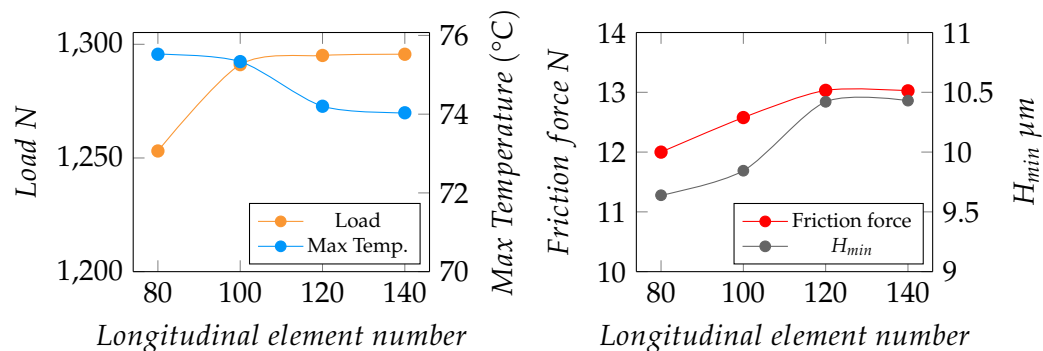 1,300
1,250
1,200
Load N
80 100 120 140
Longitudinal element number
76
74
72
70
Max Temperature (°C)
Load
Max Temp.
14
13
12
11
10
Friction force N
80 100 120 140
Longitudinal element number
11
10.5
10
9.5
9
H_min μm
Friction force
H_min